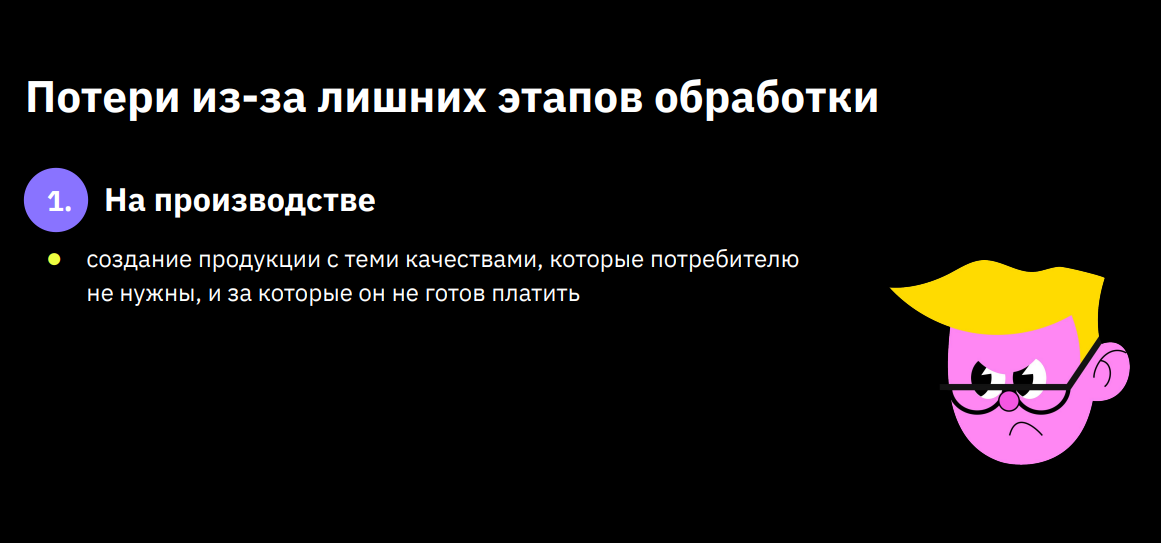 Потери из-за лишних этапов обработки
1. На производстве
создание продукции с теми качествами, которые потребителю
не нужны, и за которые он не готов платить